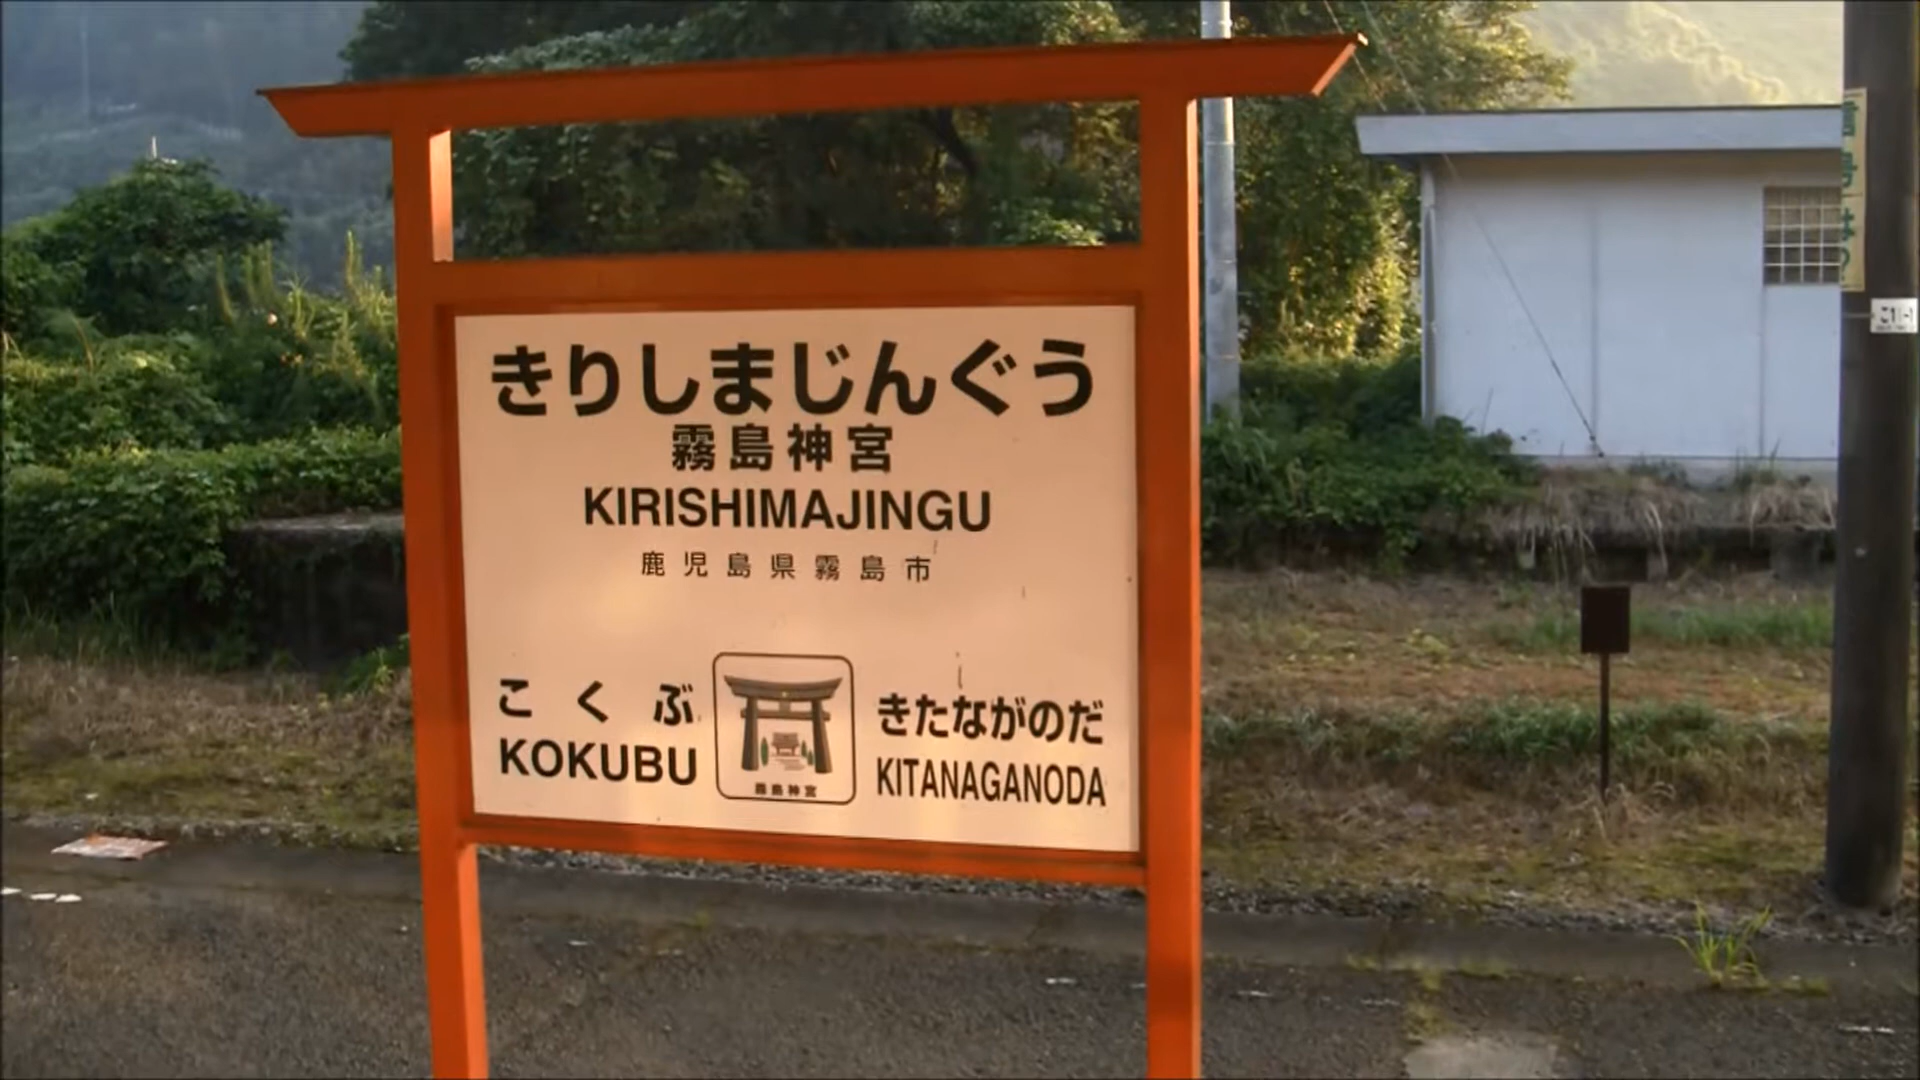 きりしまじんぐう
霧島神宮
KIRISHIMAJINGU
鹿児島県霧島市
こくぶ
KOKUBU
霧島神宮
きたながのだ
KITANAGANODA